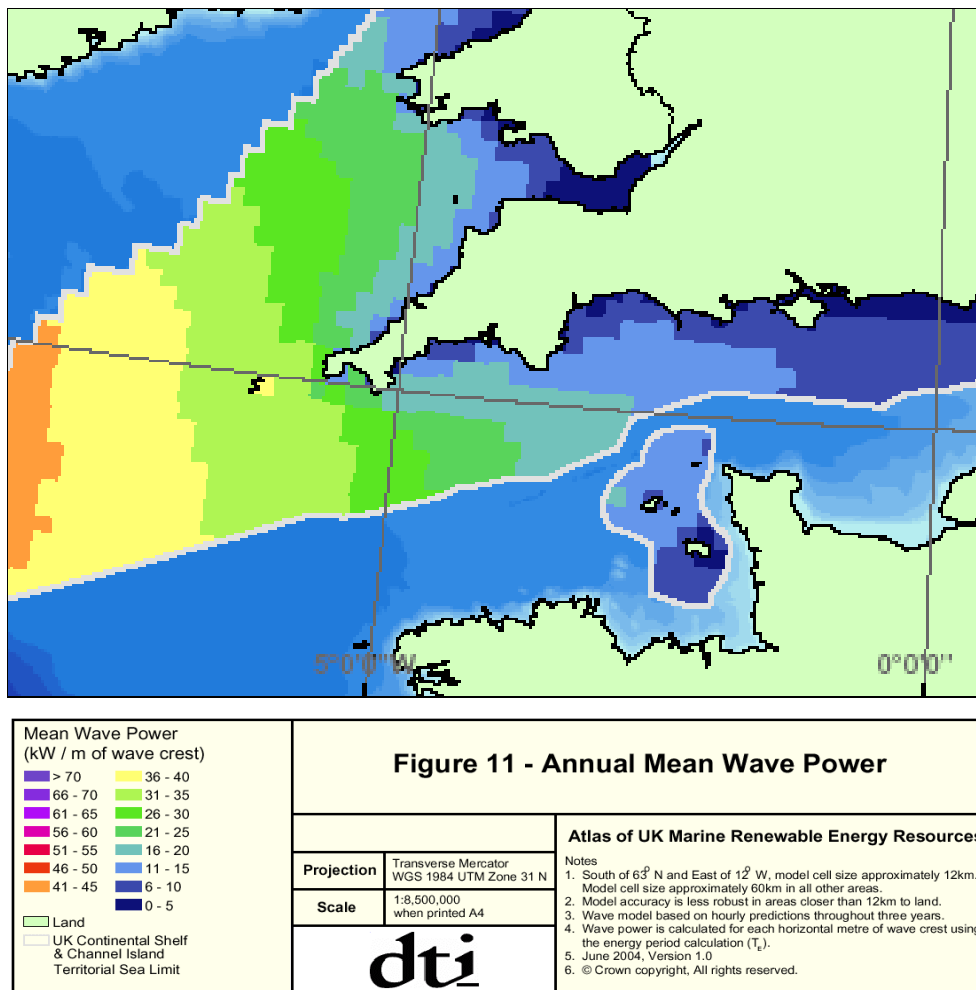 5°0'0"W
0°0'0"
Mean Wave Power
(kW / m of wave crest)
> 70
66 - 70
61 - 65
56 - 60
51 - 55
46 - 50
41 - 45
36 - 40
31 - 35
26 - 30
21 - 25
16 - 20
11 - 15
6 - 10
0 - 5
Land
UK Continental Shelf
& Channel Island
Territorial Sea Limit
Figure 11 - Annual Mean Wave Power
Projection
Transverse Mercator
WGS 1984 UTM Zone 31 N
Scale
1:8,500,000
when printed A4
dti
Atlas of UK Marine Renewable Energy Resources
Notes
1. South of 63° N and East of 12° W, model cell size approximately 12km.
Model cell size approximately 60km in all other areas.
2. Model accuracy is less robust in areas closer than 12km to land.
3. Wave model based on hourly predictions throughout three years.
4. Wave power is calculated for each horizontal metre of wave crest using
the energy period calculation (TE).
5. June 2004, Version 1.0
6. © Crown copyright, All rights reserved.